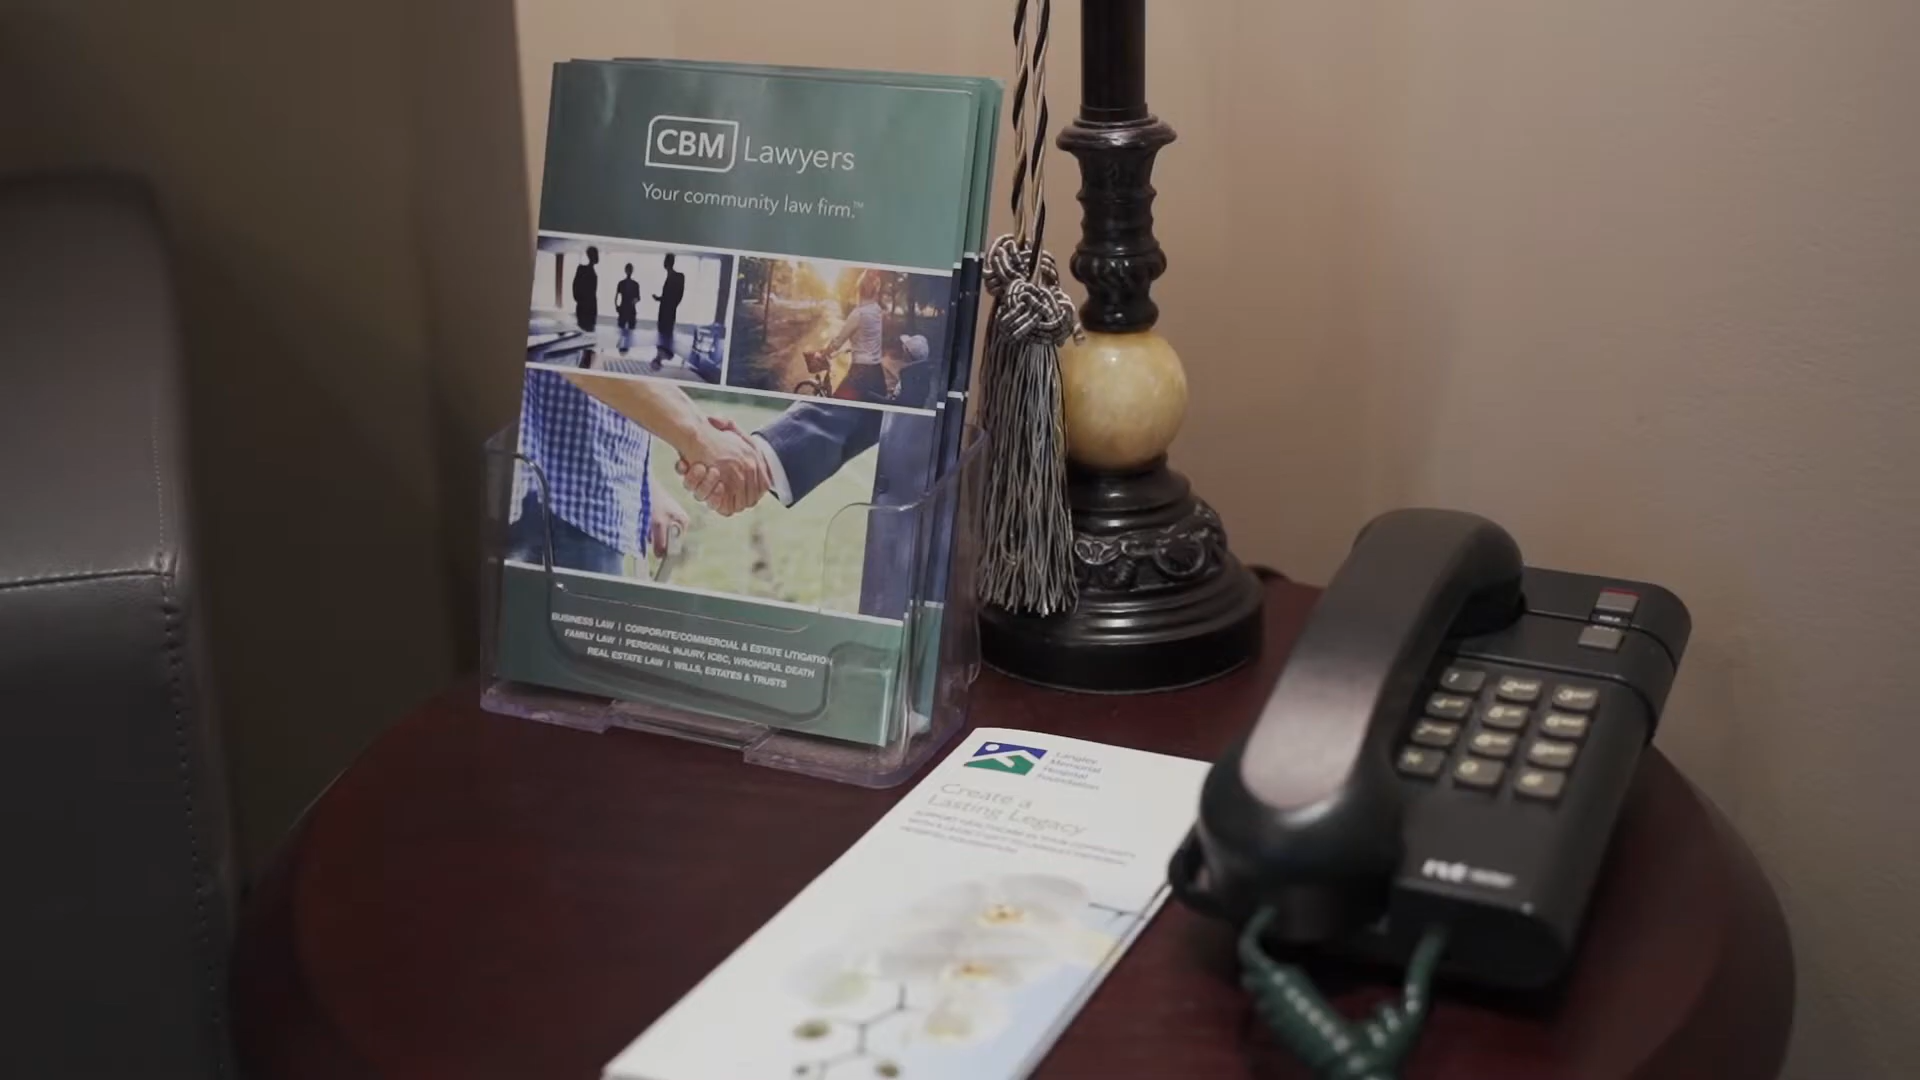 CBM Lawyers
Your community law firm.™
BUSINESS LAW | CORPORATE/COMMERCIAL & ESTATE LITIGATION
FAMILY LAW | PERSONAL INJURY, ICBC, WRONGFUL DEATH
REAL ESTATE LAW | WILLS, ESTATES & TRUSTS
Langley
Memorial
Hospital
Foundation
Create a
Lasting Legacy